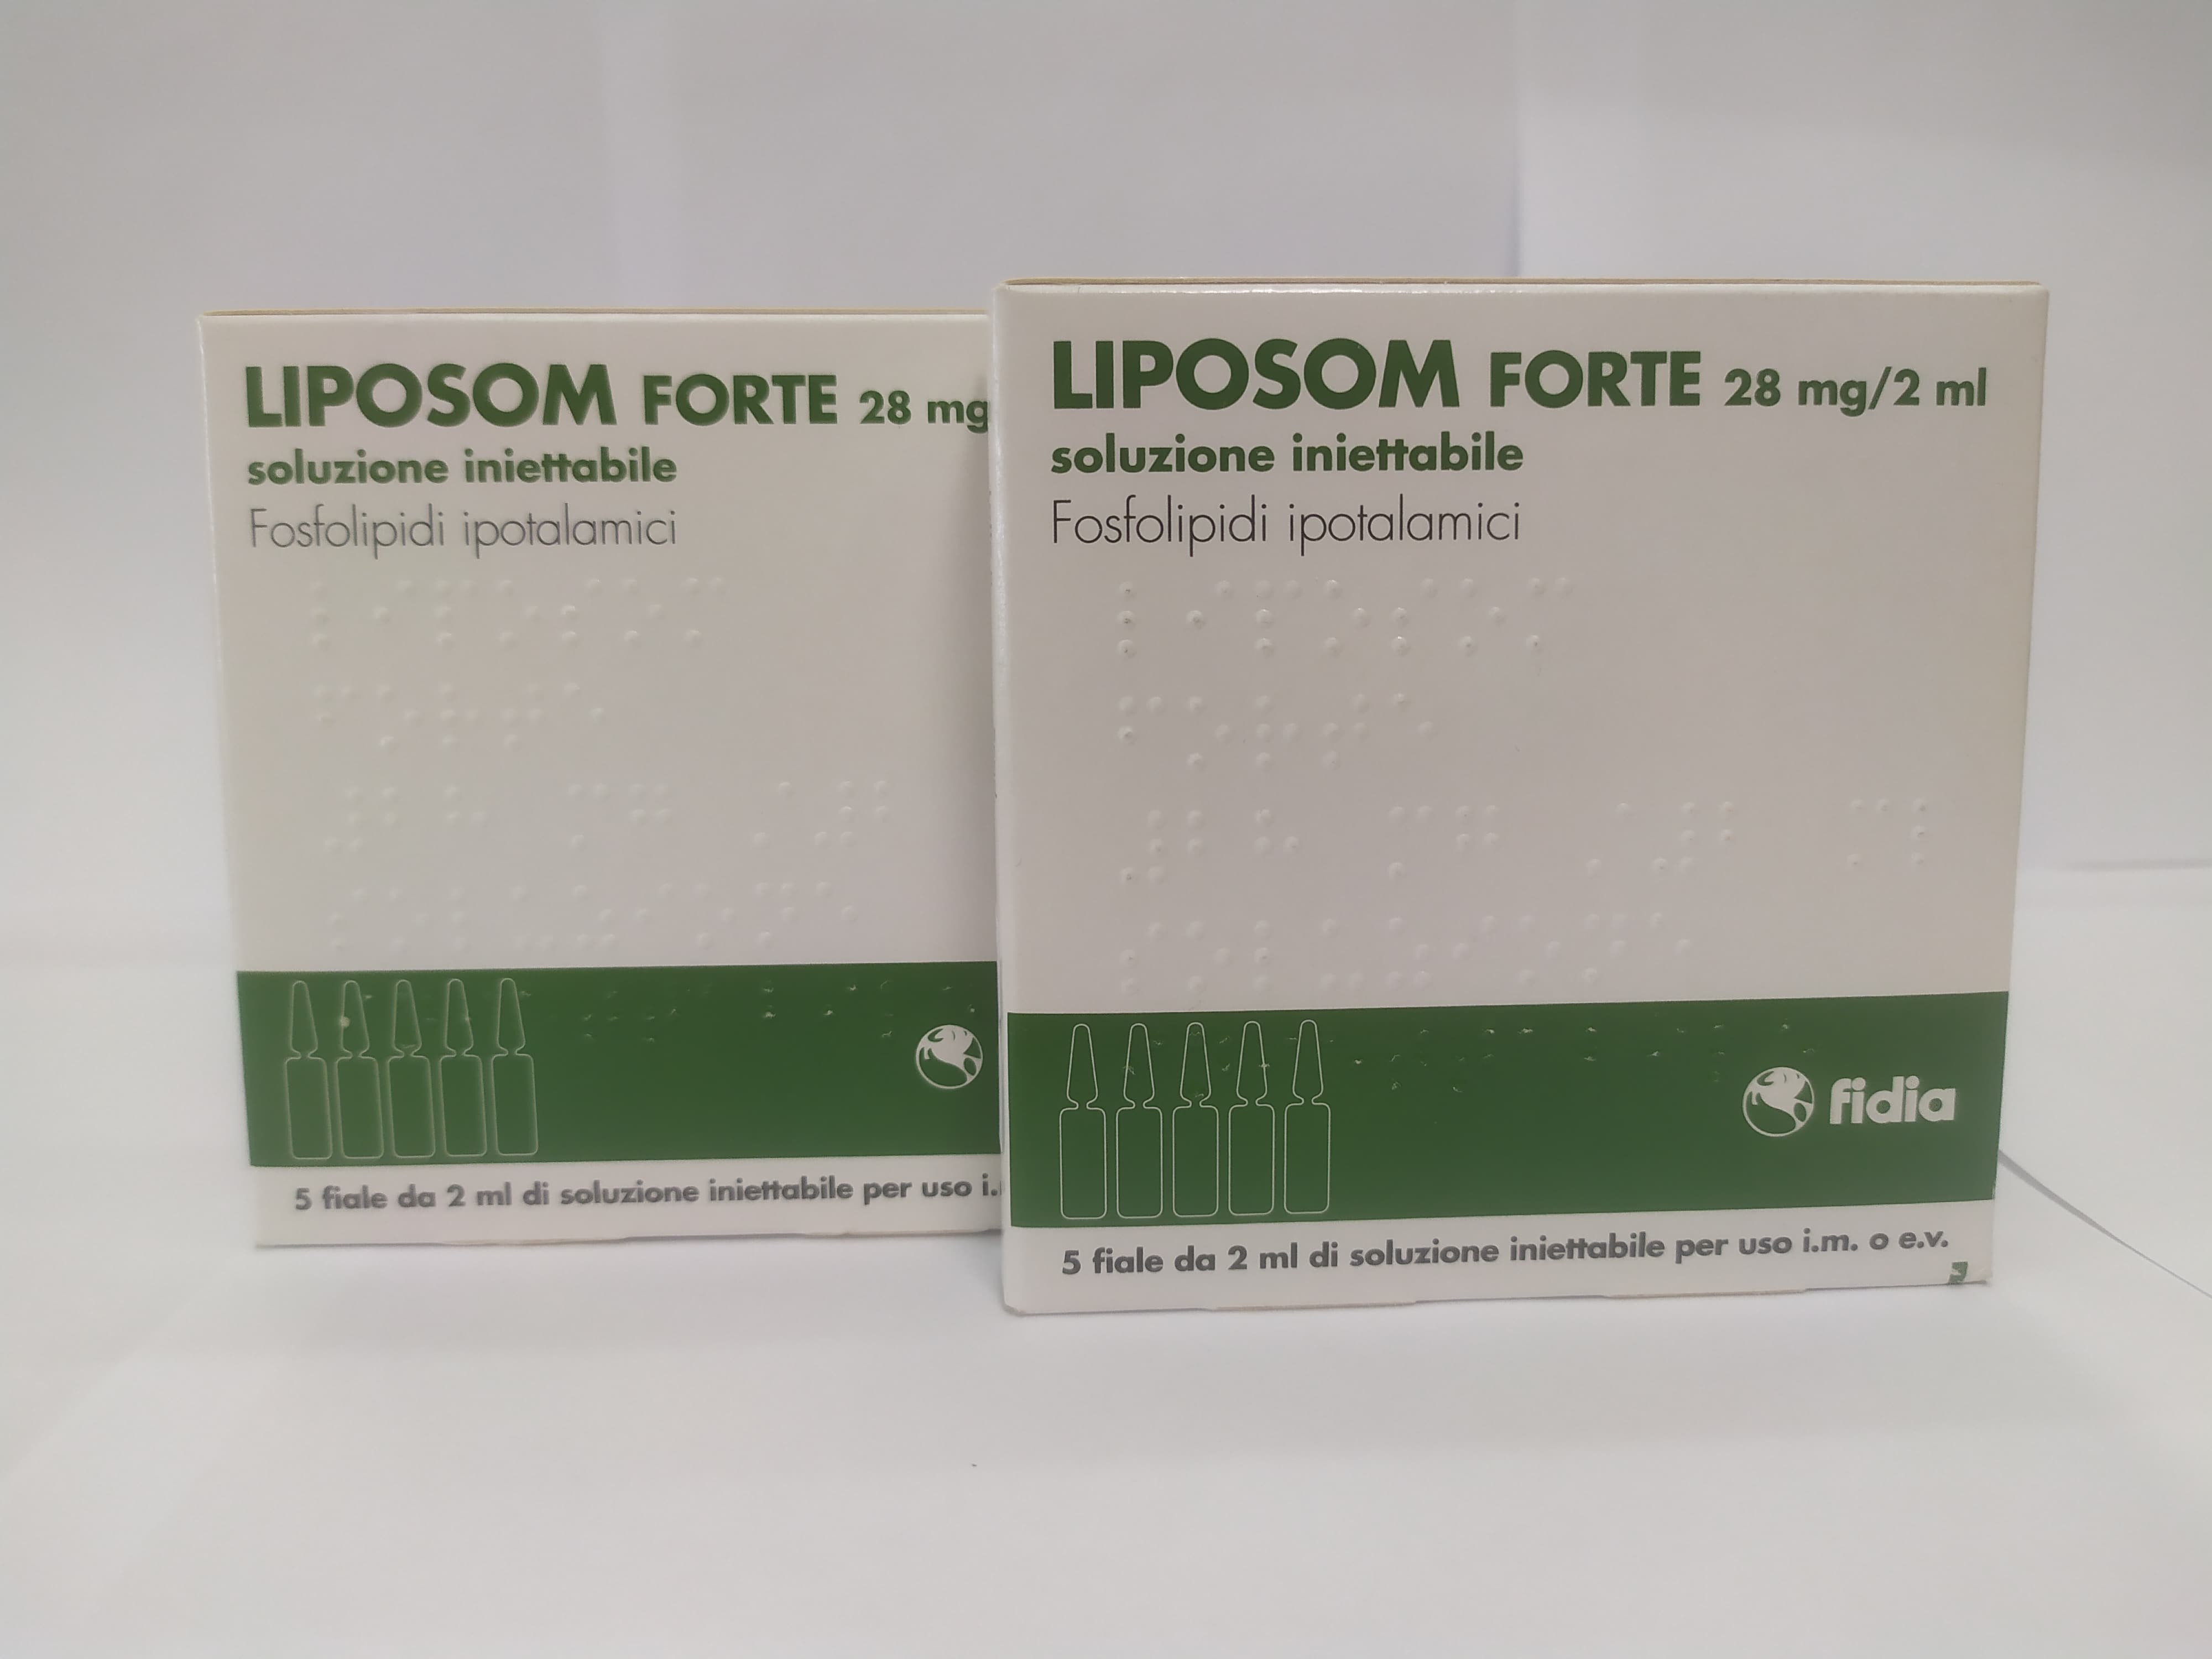 LIPOSOM FORTE 28 mg
soluzione iniettabile
Fosfolipidi ipotalamici
5 fiale da 2 ml di soluzione iniettabile per uso
LIPOSOM FORTE 28 mg/2 ml
soluzione iniettabile
Fosfolipidi ipotalamici
fidia
5 fiale da 2 ml di soluzione iniettabile per uso i.m. o e.v.